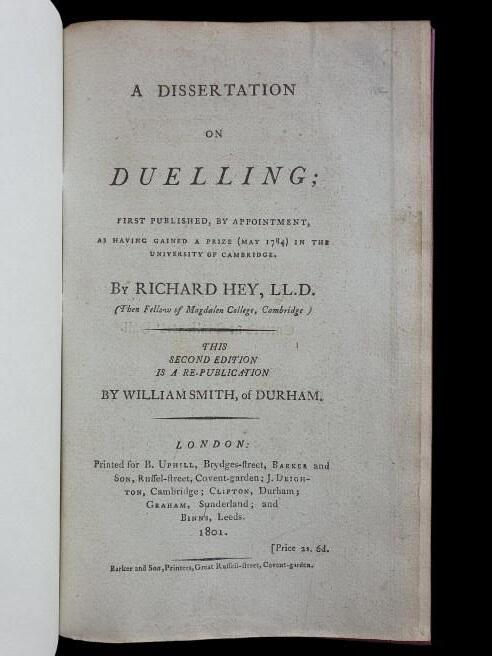 A DISSERTATION
ON
DUELLING;
FIRST PUBLISHED, BY APPOINTMENT,
AS HAVING GAINED A PRIZE (MAY 1784) IN THE
UNIVERSITY OF CAMBRIDGE.
By RICHARD HEY, LL.D.
(Then Fellow of Magdalen College, Cambridge)
THIS
SECOND EDITION
IS A RE-PUBLICATION
BY WILLIAM SMITH, of DURHAM.
LONDON:
Printed for B. UPHILL, Brydges-ſtreet, BARKER and
SON, Ruſſel-ſtreet, Covent-garden; J. DEIGH-
TON, Cambridge; CLIFTON, Durham;
GRAHAM, Sunderland; and
BINNS, Leeds.
1801.
[Price 2s. 6d.
Barker and Son, Printers, Great Ruſſell-ſtreet, Covent-garden.